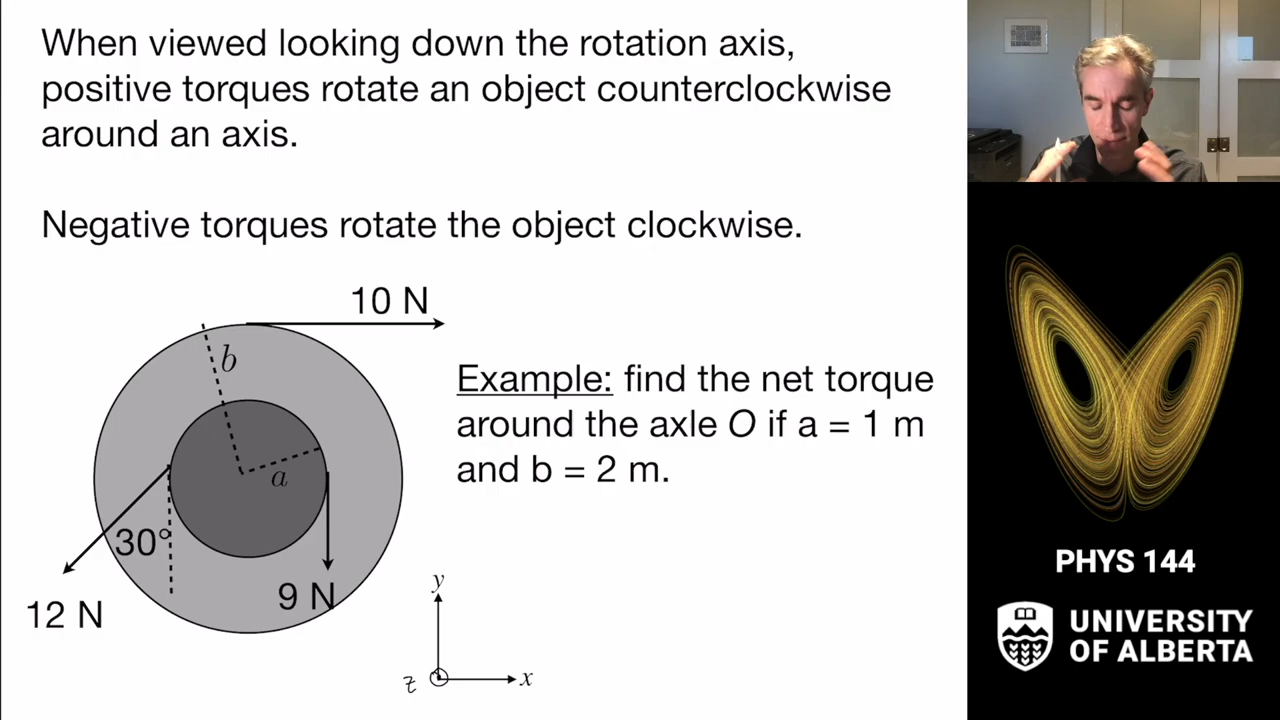 When viewed looking down the rotation axis,
positive torques rotate an object counterclockwise
around an axis.
Negative torques rotate the object clockwise.
10 N
b
Example: find the net torque
around the axle O if a = 1 m
and b = 2 m.
a
30°
9 N
12 N
y
z
x
PHYS 144
UNIVERSITY
OF ALBERTA